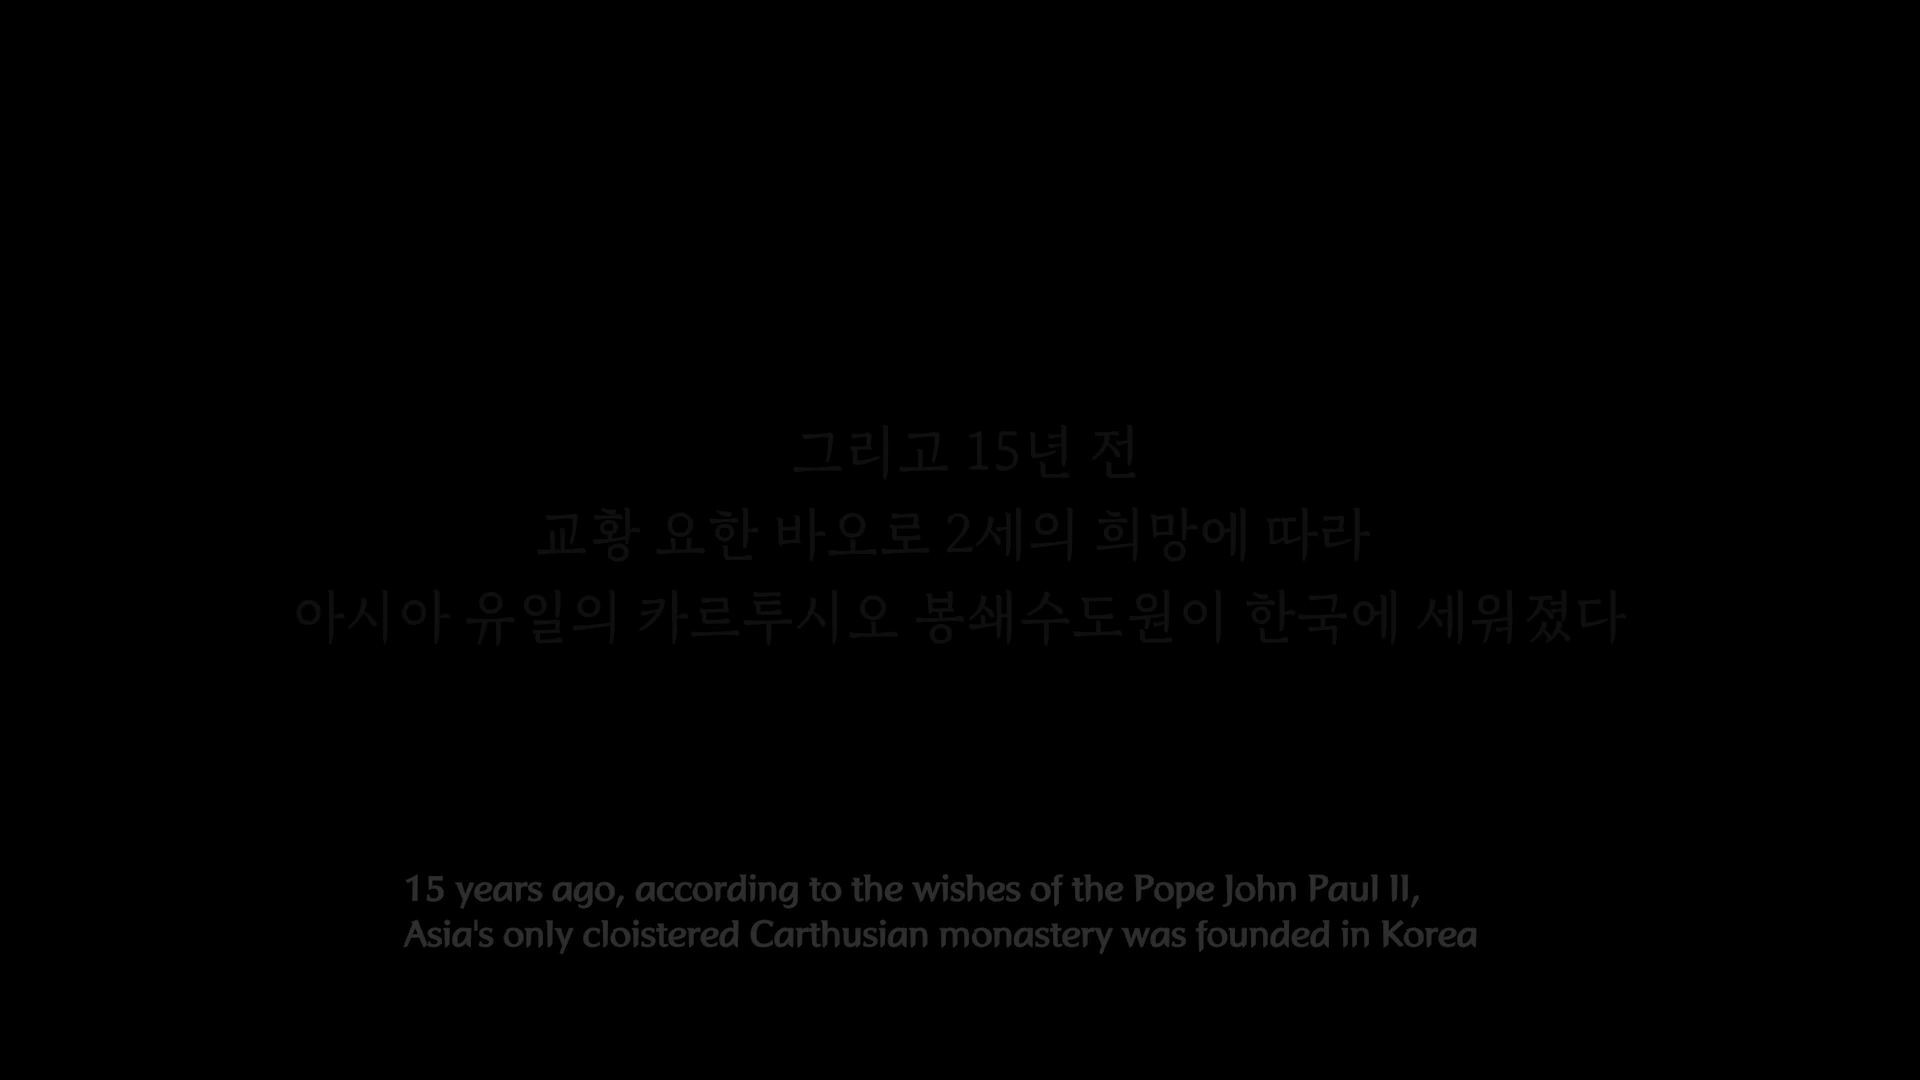 그리고 15년 전
교황 요한 바오로 2세의 희망에 따라
아시아 유일의 카르투시오 봉쇄수도원이 한국에 세워졌다
15 years ago, according to the wishes of the Pope John Paul II,
Asia's only cloistered Carthusian monastery was founded in Korea